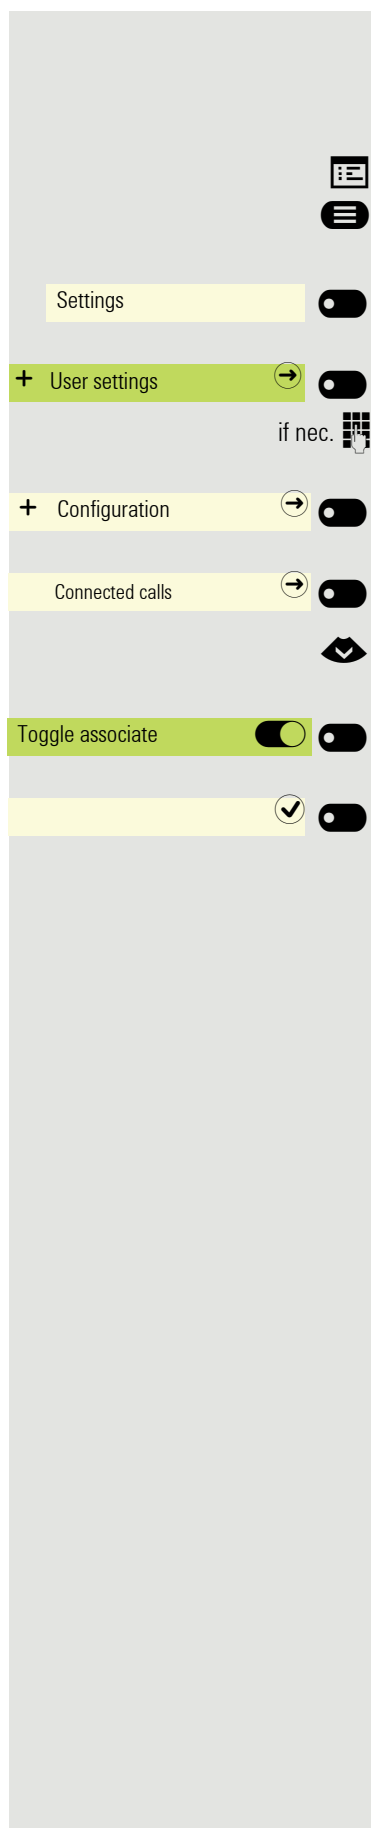 Settings
+ User settings
if nec.
+ Configuration
Connected calls
Toggle associate